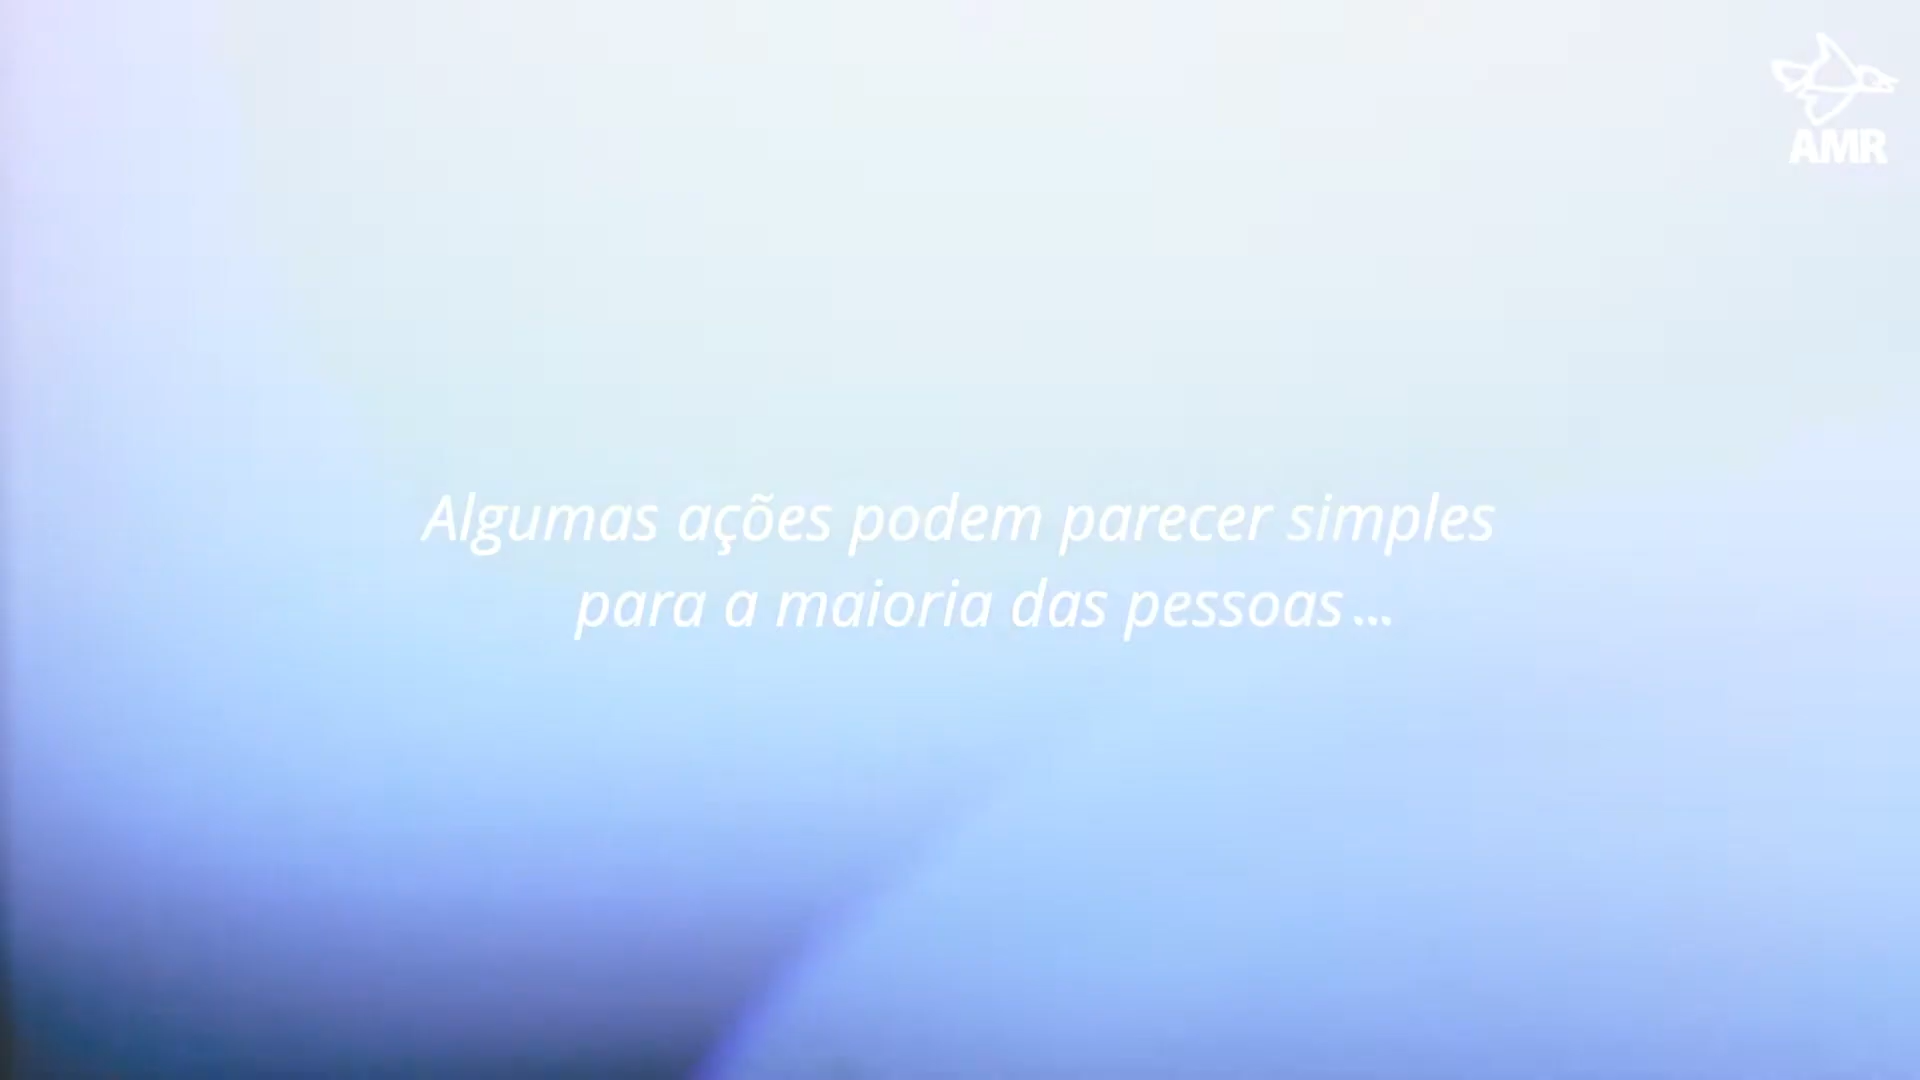 AMR
Algumas ações podem parecer simples
para a maioria das pessoas...